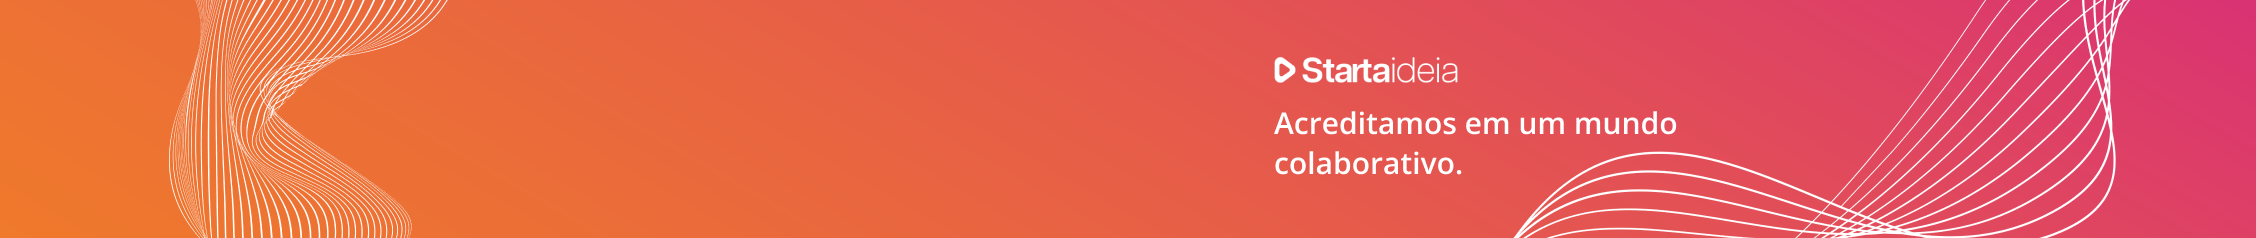 Startaideia
Acreditamos em um mundo
colaborativo.